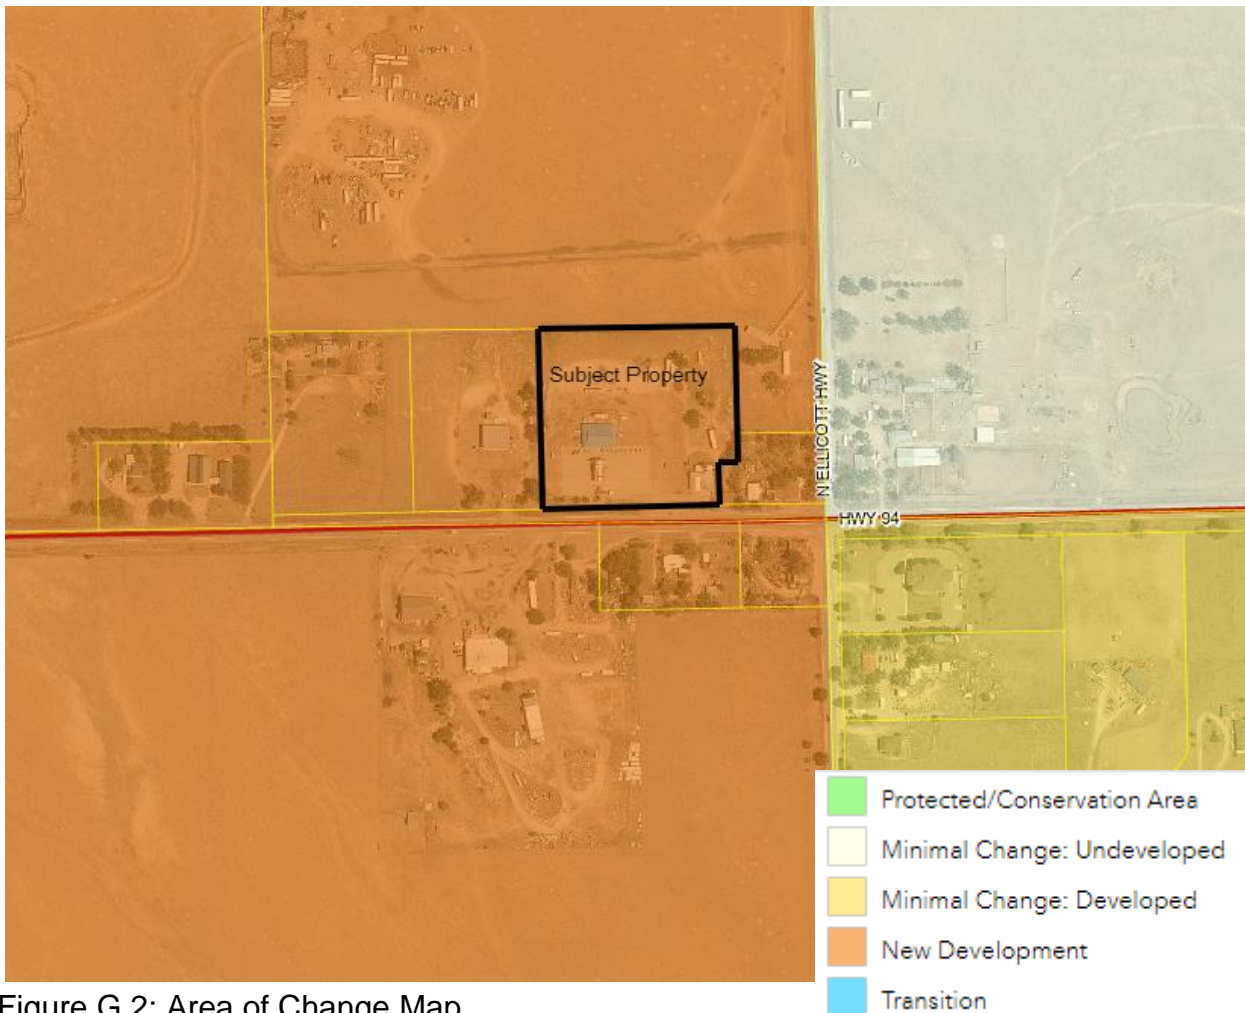 Subject Property
N ELLICOTT HWY
HWY 94
Protected/Conservation Area
Minimal Change: Undeveloped
Minimal Change: Developed
New Development
Transition
Figure G.2: Area of Change Map